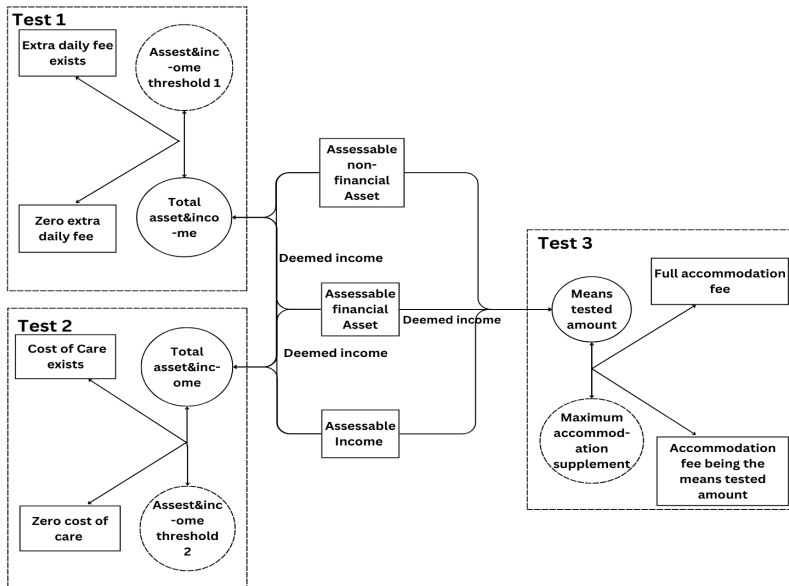 Test 1
Extra daily fee
exists
Assest&inc
-ome
threshold 1
Zero extra
daily fee
Total
asset&inco
-me
Test 2
Cost of Care
exists
Total
asset&inc-
ome
Zero cost of
care
Assest&inc
-ome
threshold
2
Assessable
non-
financial
Asset
Deemed income
Assessable
financial
Asset
Deemed income
Deemed income
Assessable
Income
Test 3
Means
tested
amount
Full accommodation
fee
Maximum
accommod-
ation
supplement
Accommodation
fee being the
means tested
amount